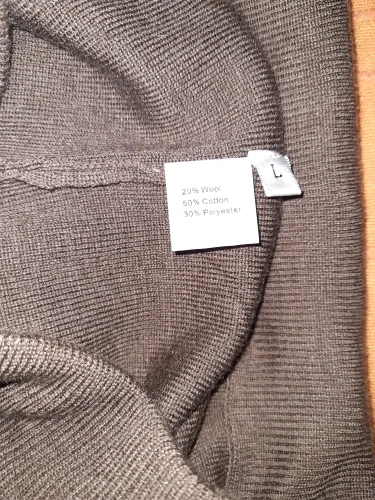 20% Wool
50% Cotton
30% Polyester
L